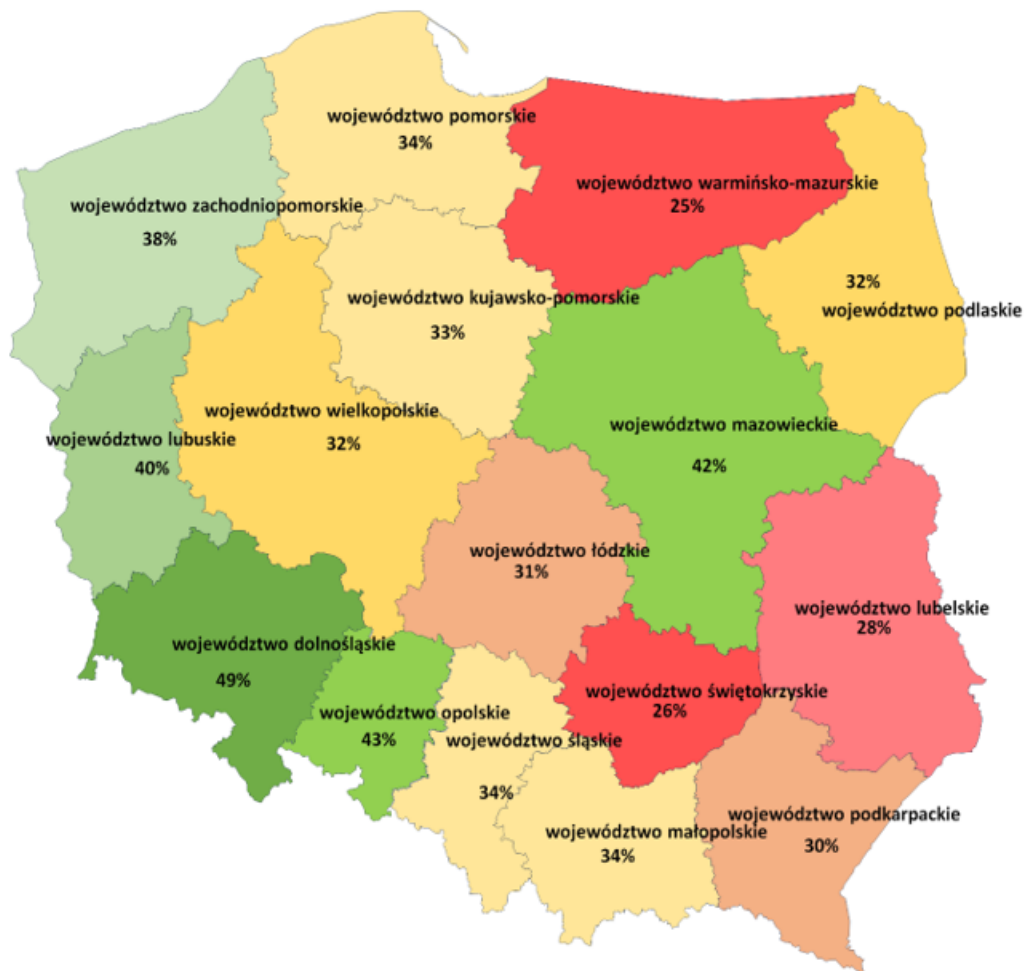 województwo pomorskie
34%
województwo warmińsko-mazurskie
25%
województwo zachodniopomorskie
38%
32%
województwo podlaskie
województwo kujawsko-pomorskie
33%
województwo wielkopolskie
32%
województwo mazowieckie
42%
województwo lubuskie
40%
województwo łódzkie
31%
województwo lubelskie
28%
województwo dolnośląskie
49%
województwo świętokrzyskie
26%
województwo opolskie
43%
województwo śląskie
34%
województwo małopolskie
34%
województwo podkarpackie
30%